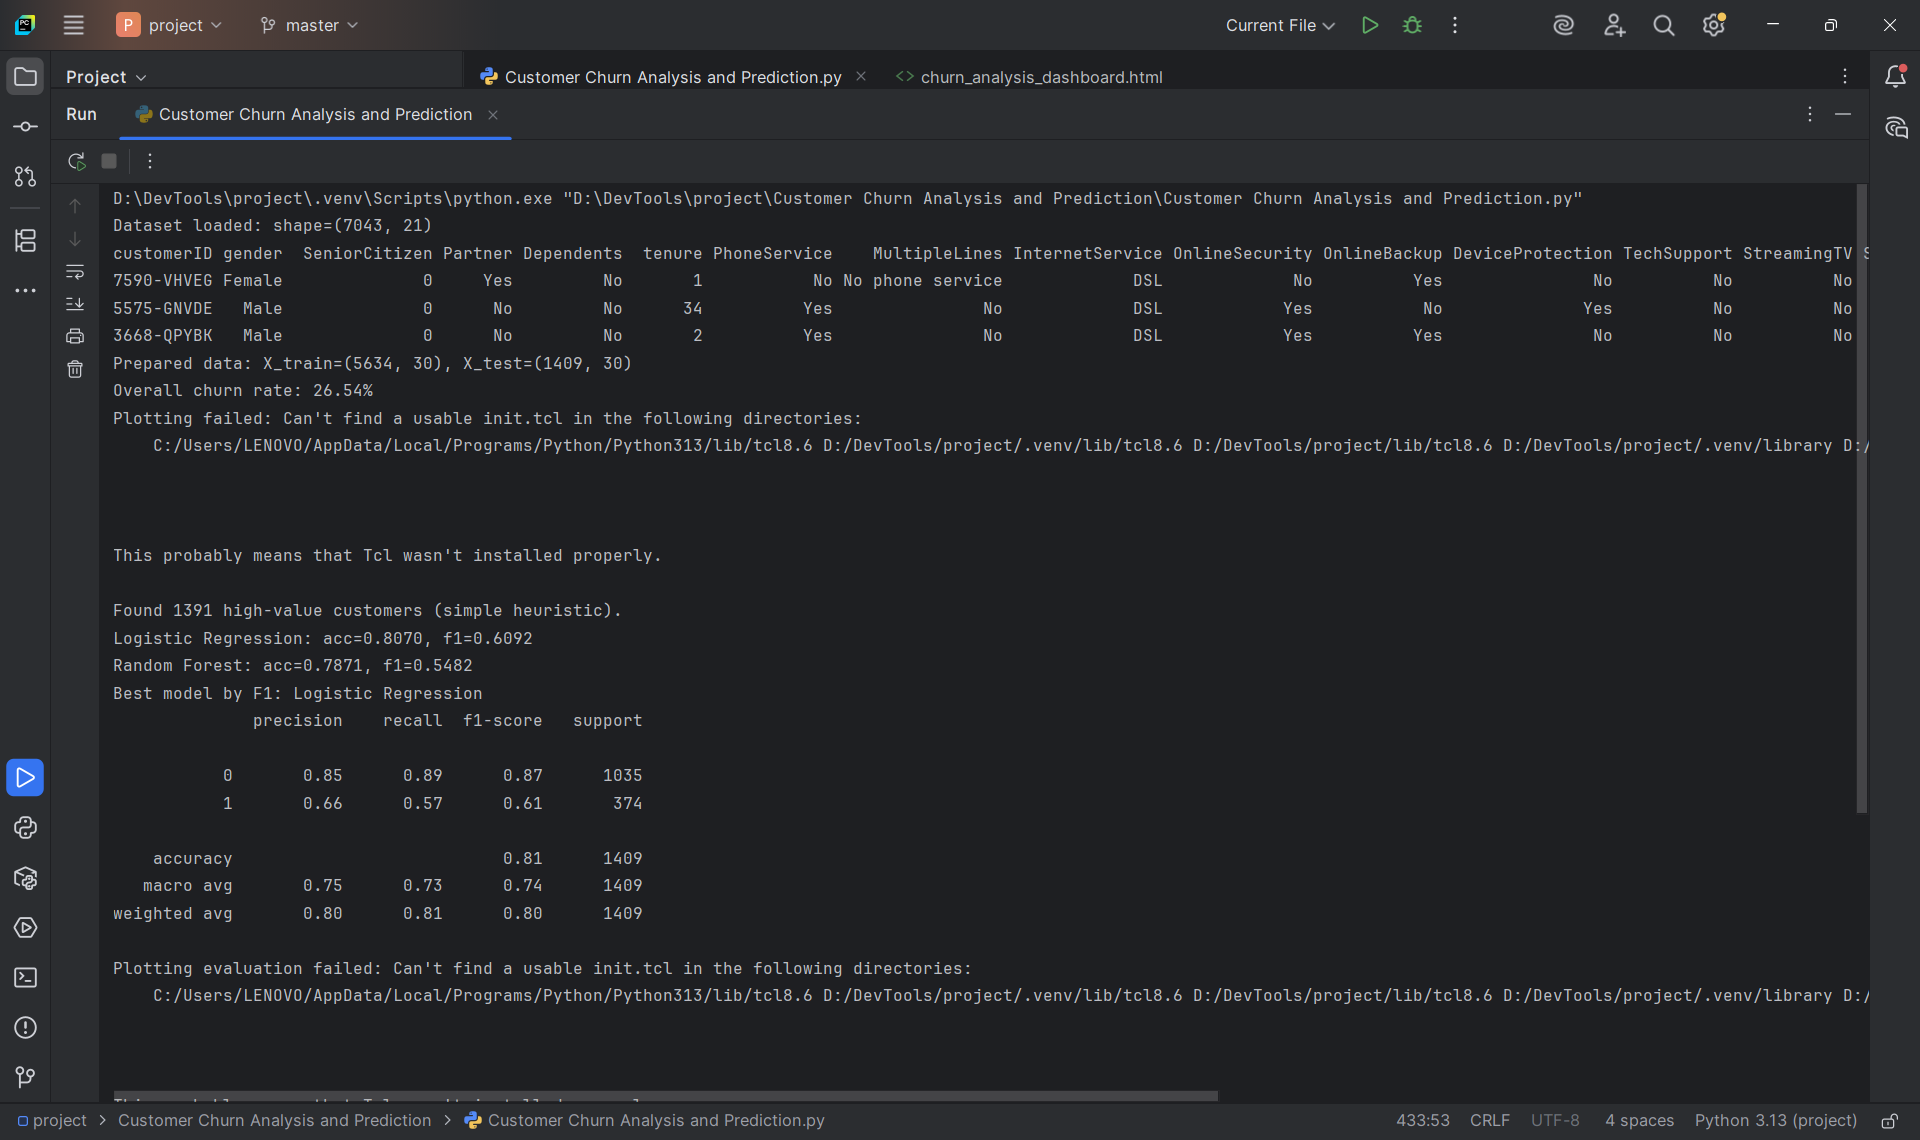 P project master Current File
Project Customer Churn Analysis and Prediction.py churn_analysis_dashboard.html
Run Customer Churn Analysis and Prediction
D:\DevTools\project\.venv\Scripts\python.exe "D:\DevTools\project\Customer Churn Analysis and Prediction\Customer Churn Analysis and Prediction.py"
Dataset loaded: shape=(7043, 21)
customerID gender  SeniorCitizen Partner Dependents  tenure PhoneService    MultipleLines InternetService OnlineSecurity OnlineBackup DeviceProtection TechSupport StreamingTV
7590-VHVEG Female              0     Yes         No       1           No No phone service             DSL             No          Yes               No          No          No
5575-GNVDE   Male              0      No         No      34          Yes               No             DSL            Yes           No              Yes          No          No
3668-QPYBK   Male              0      No         No       2          Yes               No             DSL            Yes          Yes               No          No          No
Prepared data: X_train=(5634, 30), X_test=(1409, 30)
Overall churn rate: 26.54%
Plotting failed: Can't find a usable init.tcl in the following directories:
C:/Users/LENOVO/AppData/Local/Programs/Python/Python313/lib/tcl8.6 D:/DevTools/project/.venv/lib/tcl8.6 D:/DevTools/project/lib/tcl8.6 D:/DevTools/project/.venv/library D:/
This probably means that Tcl wasn't installed properly.
Found 1391 high-value customers (simple heuristic).
Logistic Regression: acc=0.8070, f1=0.6092
Random Forest: acc=0.7871, f1=0.5482
Best model by F1: Logistic Regression
precision    recall  f1-score   support
0       0.85      0.89      0.87      1035
1       0.66      0.57      0.61       374
accuracy                           0.81      1409
macro avg       0.75      0.73      0.74      1409
weighted avg       0.80      0.81      0.80      1409
Plotting evaluation failed: Can't find a usable init.tcl in the following directories:
C:/Users/LENOVO/AppData/Local/Programs/Python/Python313/lib/tcl8.6 D:/DevTools/project/.venv/lib/tcl8.6 D:/DevTools/project/lib/tcl8.6 D:/DevTools/project/.venv/library D:/
project > Customer Churn Analysis and Prediction > Customer Churn Analysis and Prediction.py 433:53 CRLF UTF-8 4 spaces Python 3.13 (project)